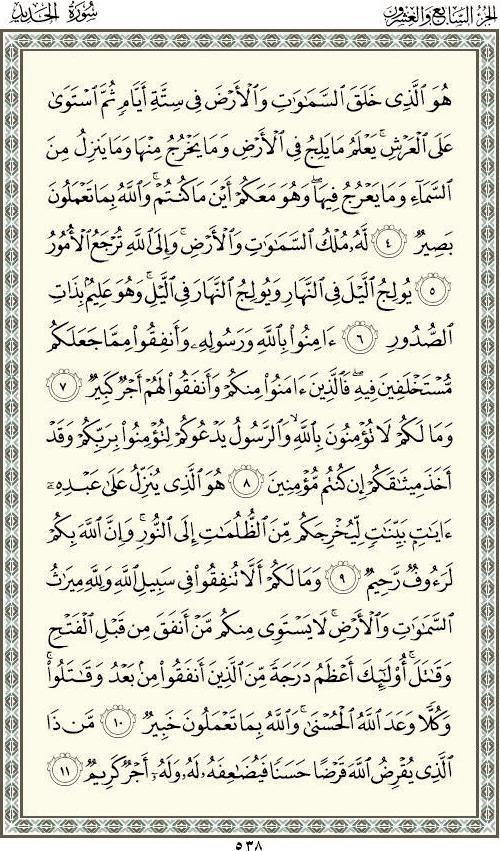 الجزء السابع والعشرون
سورة الحديد
هُوَ ٱلَّذِى خَلَقَ ٱلسَّمَٰوَٰتِ وَٱلْأَرْضَ فِى سِتَّةِ أَيَّامٍ ثُمَّ ٱسْتَوَىٰ
عَلَى ٱلْعَرْشِ ۚ يَعْلَمُ مَا يَلِجُ فِى ٱلْأَرْضِ وَمَا يَخْرُجُ مِنْهَا وَمَا يَنزِلُ مِنَ
ٱلسَّمَآءِ وَمَا يَعْرُجُ فِيهَا ۖ وَهُوَ مَعَكُمْ أَيْنَ مَا كُنتُمْ ۚ وَٱللَّهُ بِمَا تَعْمَلُونَ
بَصِيرٌ ٤ لَّهُۥ مُلْكُ ٱلسَّمَٰوَٰتِ وَٱلْأَرْضِ ۚ وَإِلَى ٱللَّهِ تُرْجَعُ ٱلْأُمُورُ
٥ يُولِجُ ٱلَّيْلَ فِى ٱلنَّهَارِ وَيُولِجُ ٱلنَّهَارَ فِى ٱلَّيْلِ ۚ وَهُوَ عَلِيمٌۢ بِذَاتِ
ٱلصُّدُورِ ٦ ءَامِنُوا۟ بِٱللَّهِ وَرَسُولِهِۦ وَأَنفِقُوا۟ مِمَّا جَعَلَكُم
مُّسْتَخْلَفِينَ فِيهِ ۖ فَٱلَّذِينَ ءَامَنُوا۟ مِنكُمْ وَأَنفَقُوا۟ لَهُمْ أَجْرٌ كَبِيرٌ ٧
وَمَا لَكُمْ لَا تُؤْمِنُونَ بِٱللَّهِ ۙ وَٱلرَّسُولُ يَدْعُوكُمْ لِتُؤْمِنُوا۟ بِرَبِّكُمْ وَقَدْ
أَخَذَ مِيثَٰقَكُمْ إِن كُنتُم مُّؤْمِنِينَ ٨ هُوَ ٱلَّذِى يُنَزِّلُ عَلَىٰ عَبْدِهِۦٓ
ءَايَٰتٍۭ بَيِّنَٰتٍ لِّيُخْرِجَكُم مِّنَ ٱلظُّلُمَٰتِ إِلَى ٱلنُّورِ ۚ وَإِنَّ ٱللَّهَ بِكُمْ
لَرَءُوفٌ رَّحِيمٌ ٩ وَمَا لَكُمْ أَلَّا تُنفِقُوا۟ فِى سَبِيلِ ٱللَّهِ وَلِلَّهِ مِيرَٰثُ
ٱلسَّمَٰوَٰتِ وَٱلْأَرْضِ ۚ لَا يَسْتَوِى مِنكُم مَّنْ أَنفَقَ مِن قَبْلِ ٱلْفَتْحِ
وَقَٰتَلَ ۚ أُو۟لَٰٓئِكَ أَعْظَمُ دَرَجَةً مِّنَ ٱلَّذِينَ أَنفَقُوا۟ مِنۢ بَعْدُ وَقَٰتَلُوا۟ ۚ
وَكُلًّا وَعَدَ ٱللَّهُ ٱلْحُسْنَىٰ ۚ وَٱللَّهُ بِمَا تَعْمَلُونَ خَبِيرٌ ١٠ مَّن ذَا
ٱلَّذِى يُقْرِضُ ٱللَّهَ قَرْضًا حَسَنًا فَيُضَٰعِفَهُۥ لَهُۥ وَلَهُۥٓ أَجْرٌ كَرِيمٌ ١١
٥٣٨